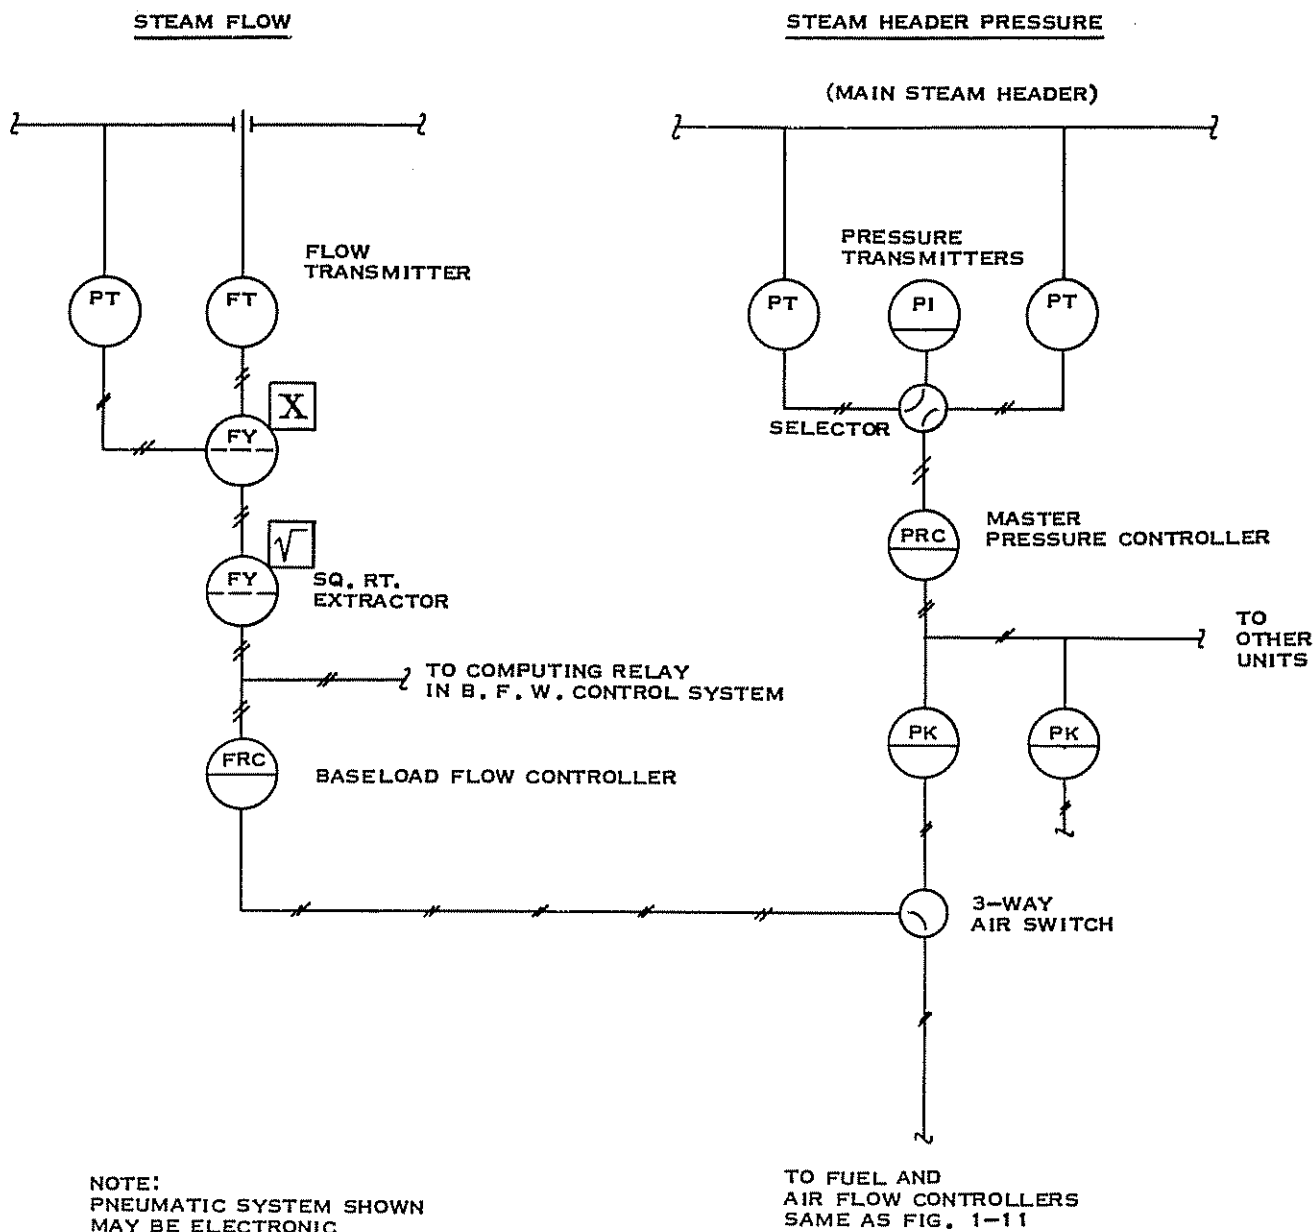 STEAM FLOW
STEAM HEADER PRESSURE
(MAIN STEAM HEADER)
FLOW
TRANSMITTER
PRESSURE
TRANSMITTERS
PT
FT
PT
PI
PT
X
FY
SELECTOR
√
FY
SQ. RT.
EXTRACTOR
PRC
MASTER
PRESSURE CONTROLLER
TO
OTHER
UNITS
TO COMPUTING RELAY
IN B. F. W. CONTROL SYSTEM
PK
PK
FRC
BASELOAD FLOW CONTROLLER
3-WAY
AIR SWITCH
NOTE:
PNEUMATIC SYSTEM SHOWN
MAY BE ELECTRONIC
TO FUEL AND
AIR FLOW CONTROLLERS
SAME AS FIG. 1-11